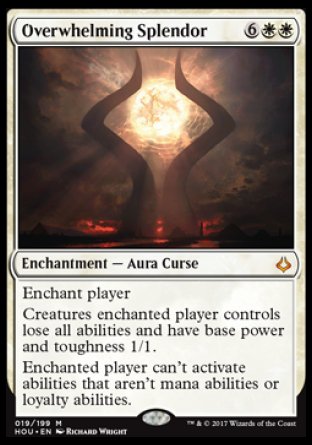 Overwhelming Splendor 6
Enchantment — Aura Curse
Enchant player
Creatures enchanted player controls
lose all abilities and have base power
and toughness 1/1.
Enchanted player can't activate
abilities that aren't mana abilities or
loyalty abilities.
019/199 M
HOU • EN Richard Wright
™ & © 2017 Wizards of the Coast